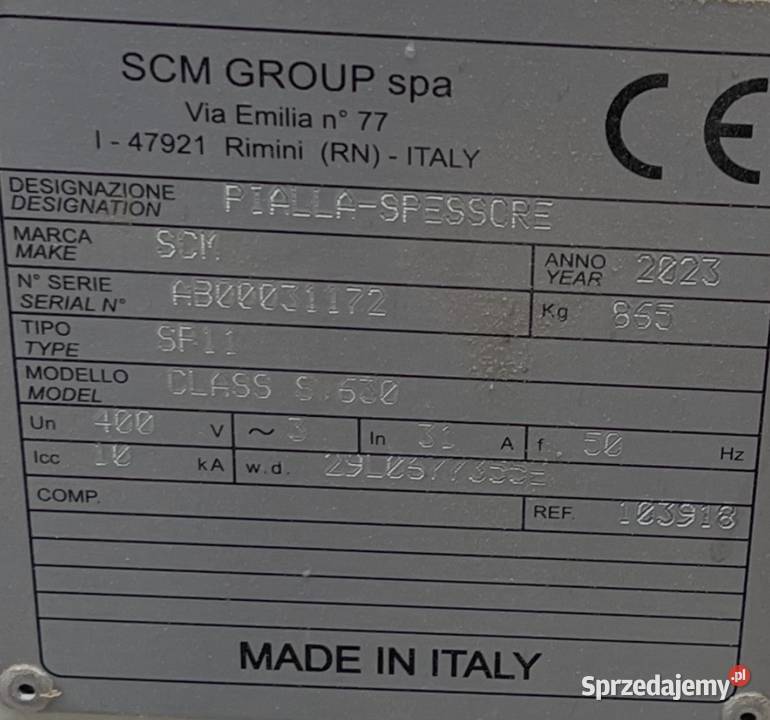 SCM GROUP spa
Via Emilia n° 77
I - 47921 Rimini (RN) - ITALY
CE
DESIGNAZIONE
DESIGNATION PIALLA-SPESSORE
MARCA
MAKE SCM
ANNO
YEAR 2023
N° SERIE
SERIAL N° AB00031172
Kg 865
TIPO
TYPE SF11
MODELLO
MODEL CLASS S 630
Un 400 V ~ 3 In 31 A f. 50 Hz
Icc 10 kA w.d.
COMP.
REF. 103918
MADE IN ITALY
Sprzedajemy.pl